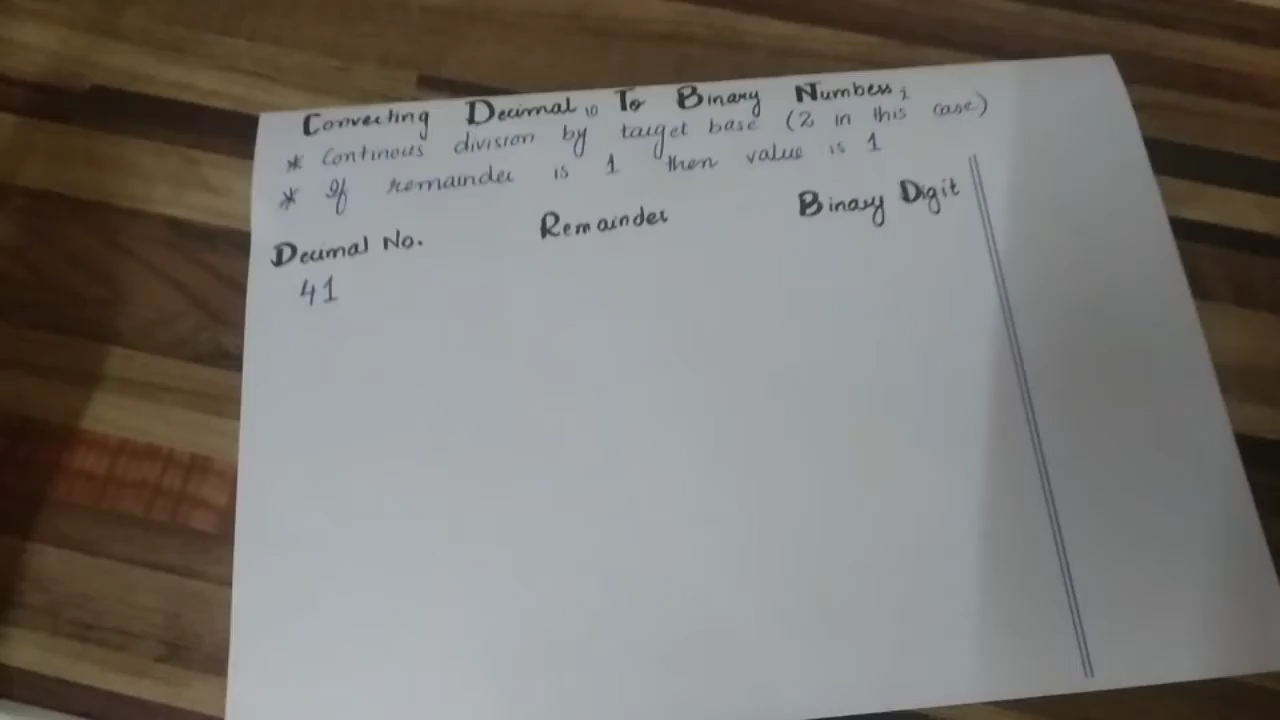 Converting Decimal₁₀ To Binary Numbers₂
* Continous division by target base (2 in this case)
* If remainder is 1 then value is 1
Decimal No. Remainder Binary Digit
41